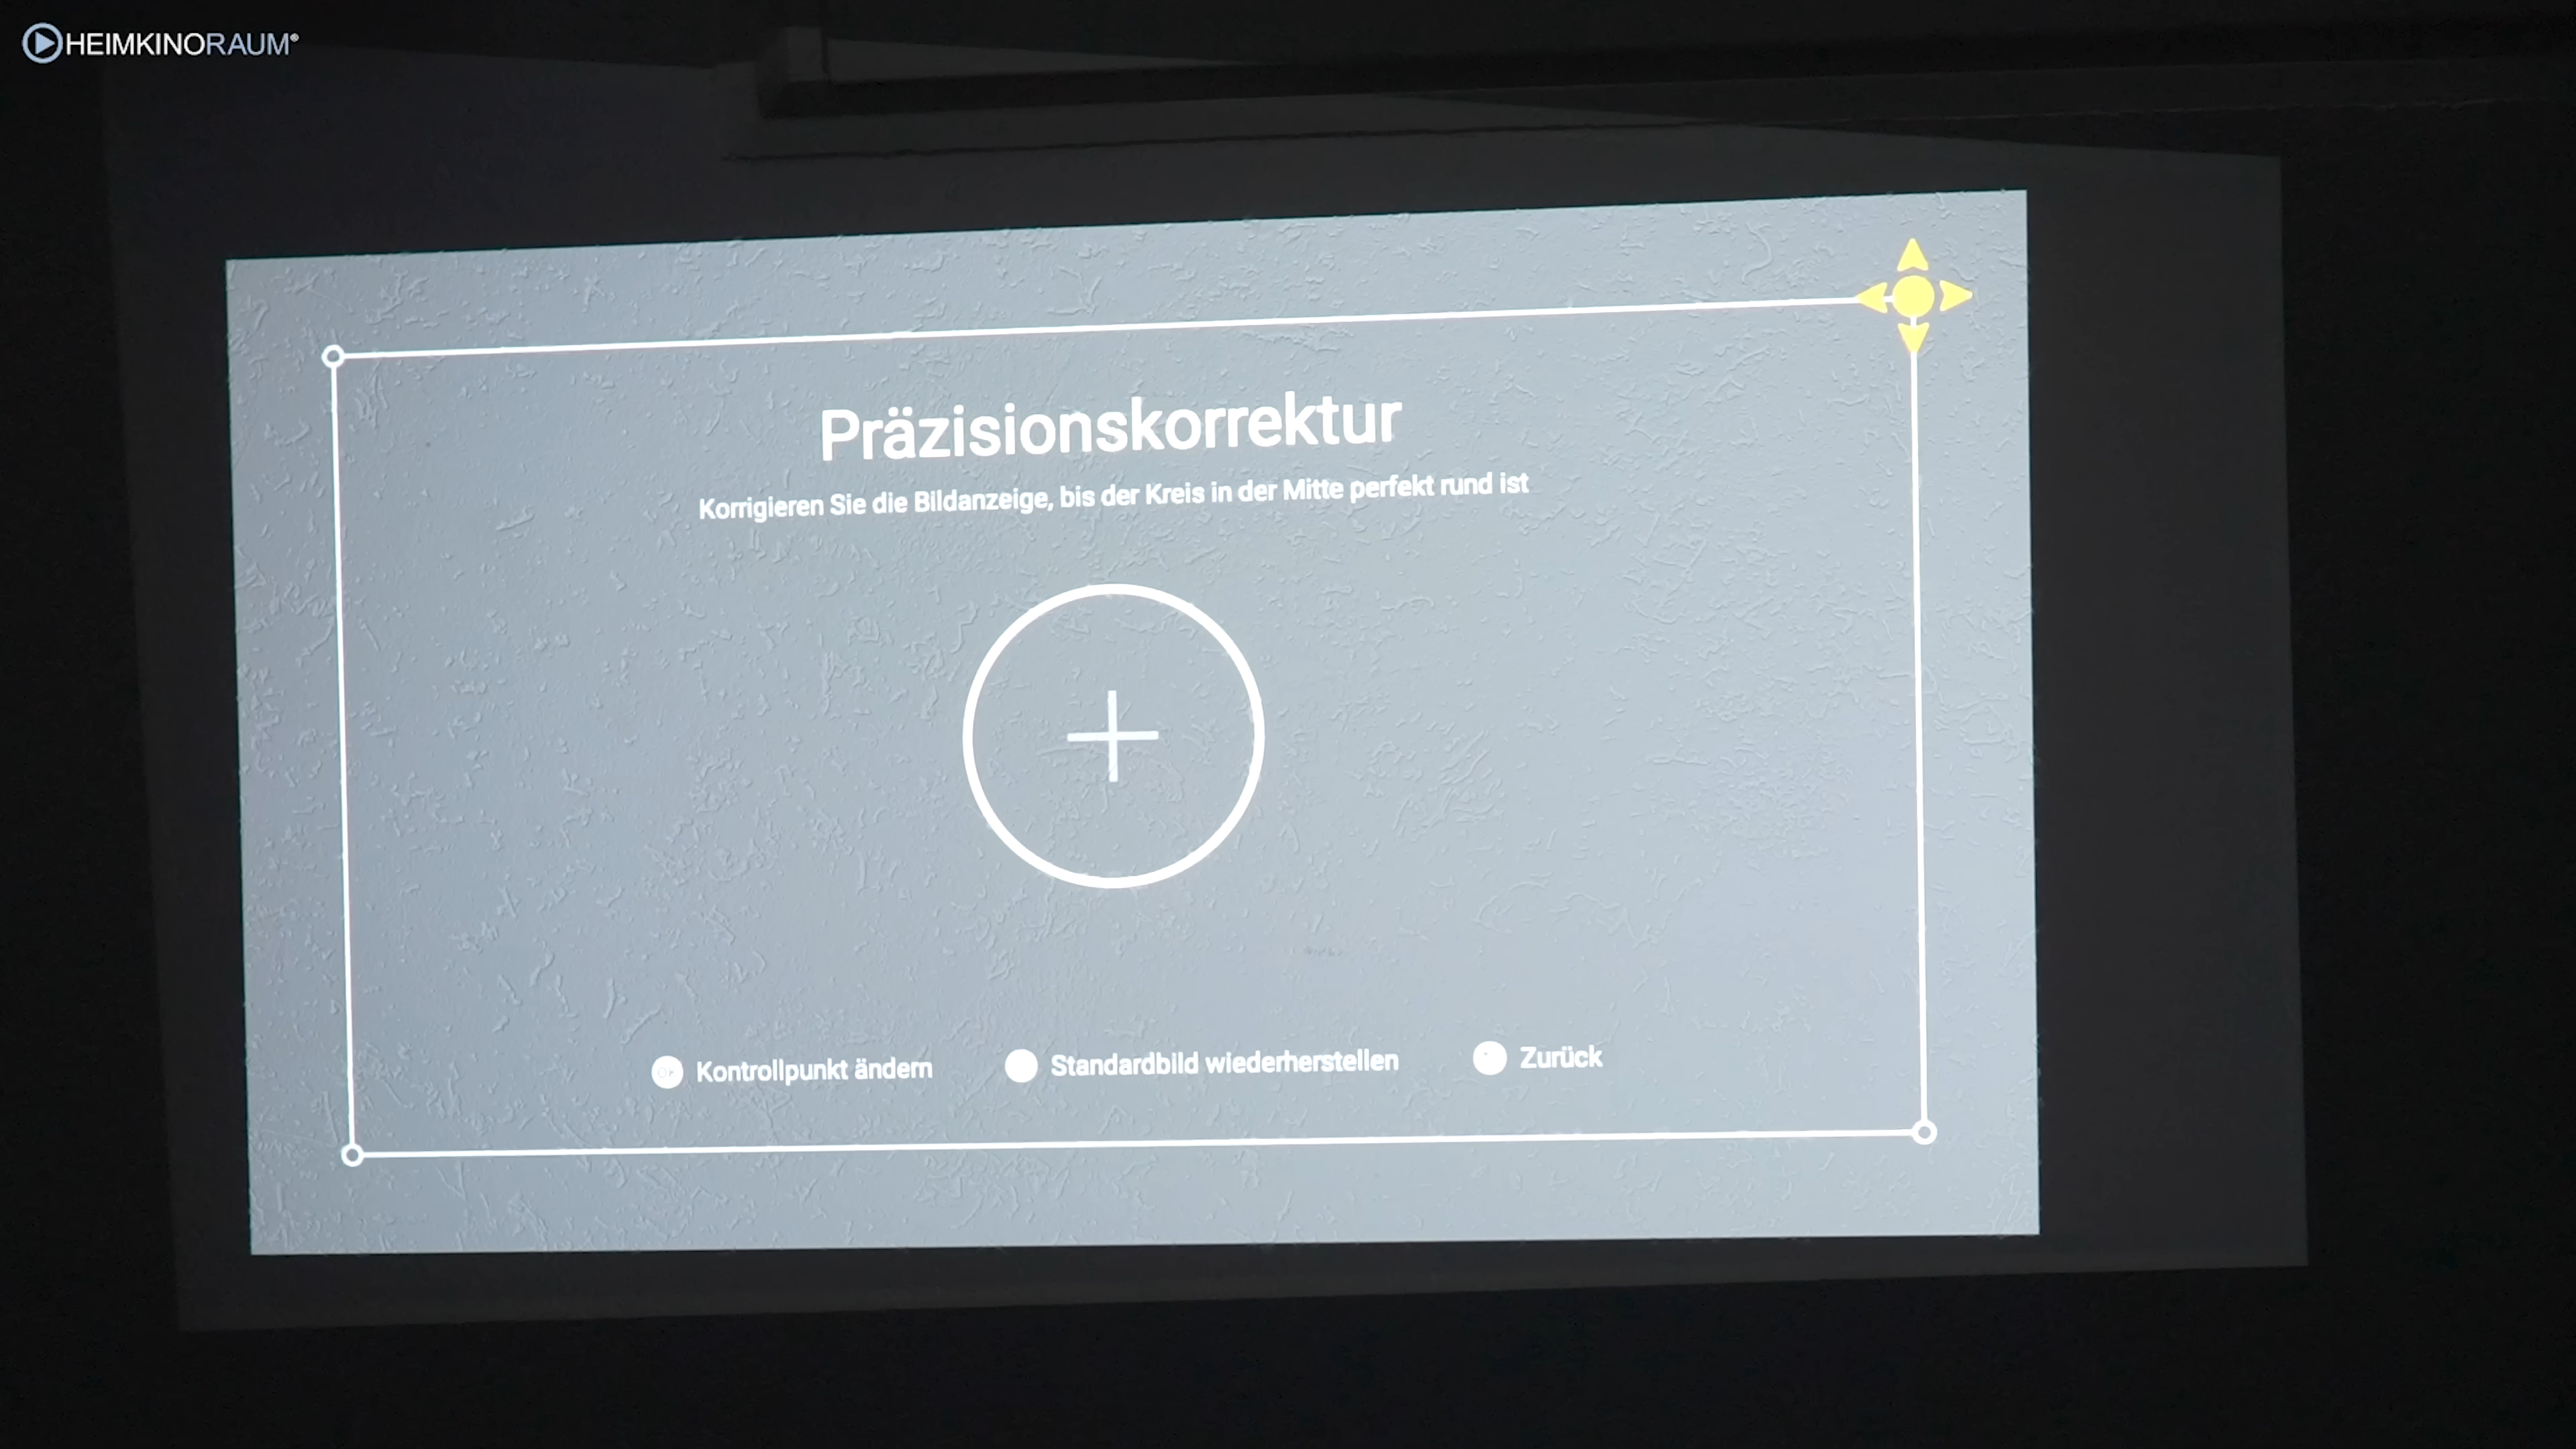 HEIMKINORAUM®
Präzisionskorrektur
Korrigieren Sie die Bildanzeige, bis der Kreis in der Mitte perfekt rund ist
Kontrollpunkt ändern Standardbild wiederherstellen Zurück